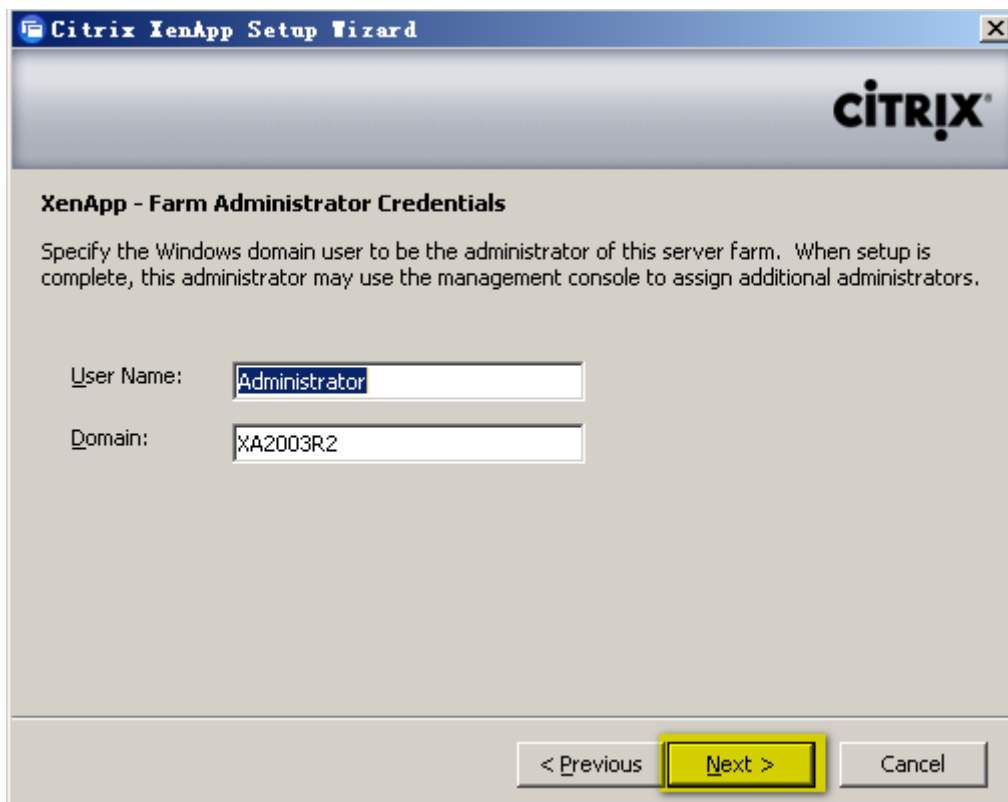 Citrix XenApp Setup Wizard
CITRIX®
XenApp - Farm Administrator Credentials
Specify the Windows domain user to be the administrator of this server farm.  When setup is
complete, this administrator may use the management console to assign additional administrators.
User Name: Administrator
Domain: XA2003R2
< Previous Next > Cancel